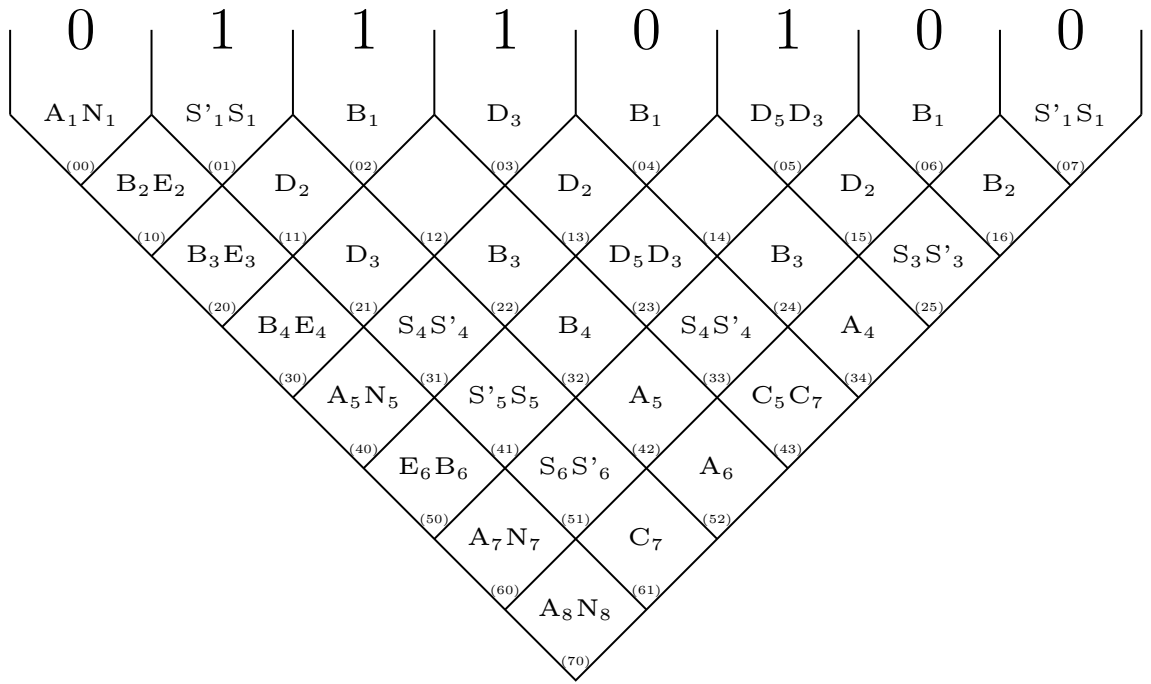 0 1 1 1 0 1 0 0
A₁N₁ S'₁S₁ B₁ D₃ B₁ D₅D₃ B₁ S'₁S₁
(00) (01) (02) (03) (04) (05) (06) (07)
B₂E₂ D₂ D₂ D₂ B₂
(10) (11) (12) (13) (14) (15) (16)
B₃E₃ D₃ B₃ D₅D₃ B₃ S₃S'₃
(20) (21) (22) (23) (24) (25)
B₄E₄ S₄S'₄ B₄ S₄S'₄ A₄
(30) (31) (32) (33) (34)
A₅N₅ S'₅S₅ A₅ C₅C₇
(40) (41) (42) (43)
E₆B₆ S₆S'₆ A₆
(50) (51) (52)
A₇N₇ C₇
(60) (61)
A₈N₈
(70)